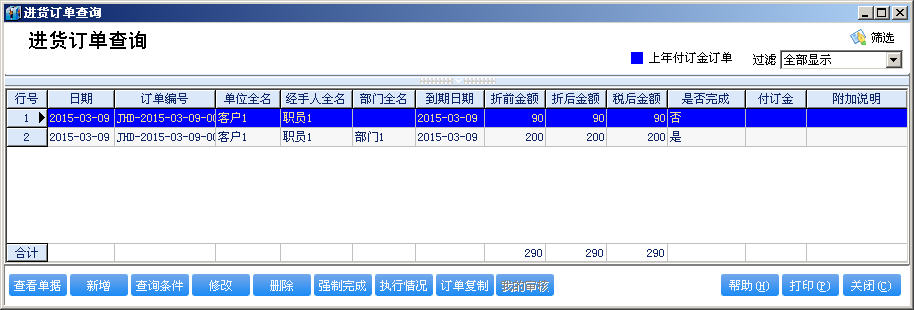 进货订单查询
进货订单查询
筛选
上年付订金订单 过滤 全部显示
行号 日期 订单编号 单位全名 经手人全名 部门全名 到期日期 折前金额 折后金额 税后金额 是否完成 付订金 附加说明
1 2015-03-09 JHD-2015-03-09-00 客户1 职员1 2015-03-09 90 90 90 否
2 2015-03-09 JHD-2015-03-09-00 客户1 职员1 部门1 2015-03-09 200 200 200 是
合计 290 290 290
查看单据 新增 查询条件 修改 删除 强制完成 执行情况 订单复制 我的审核 帮助(H) 打印(P) 关闭(C)